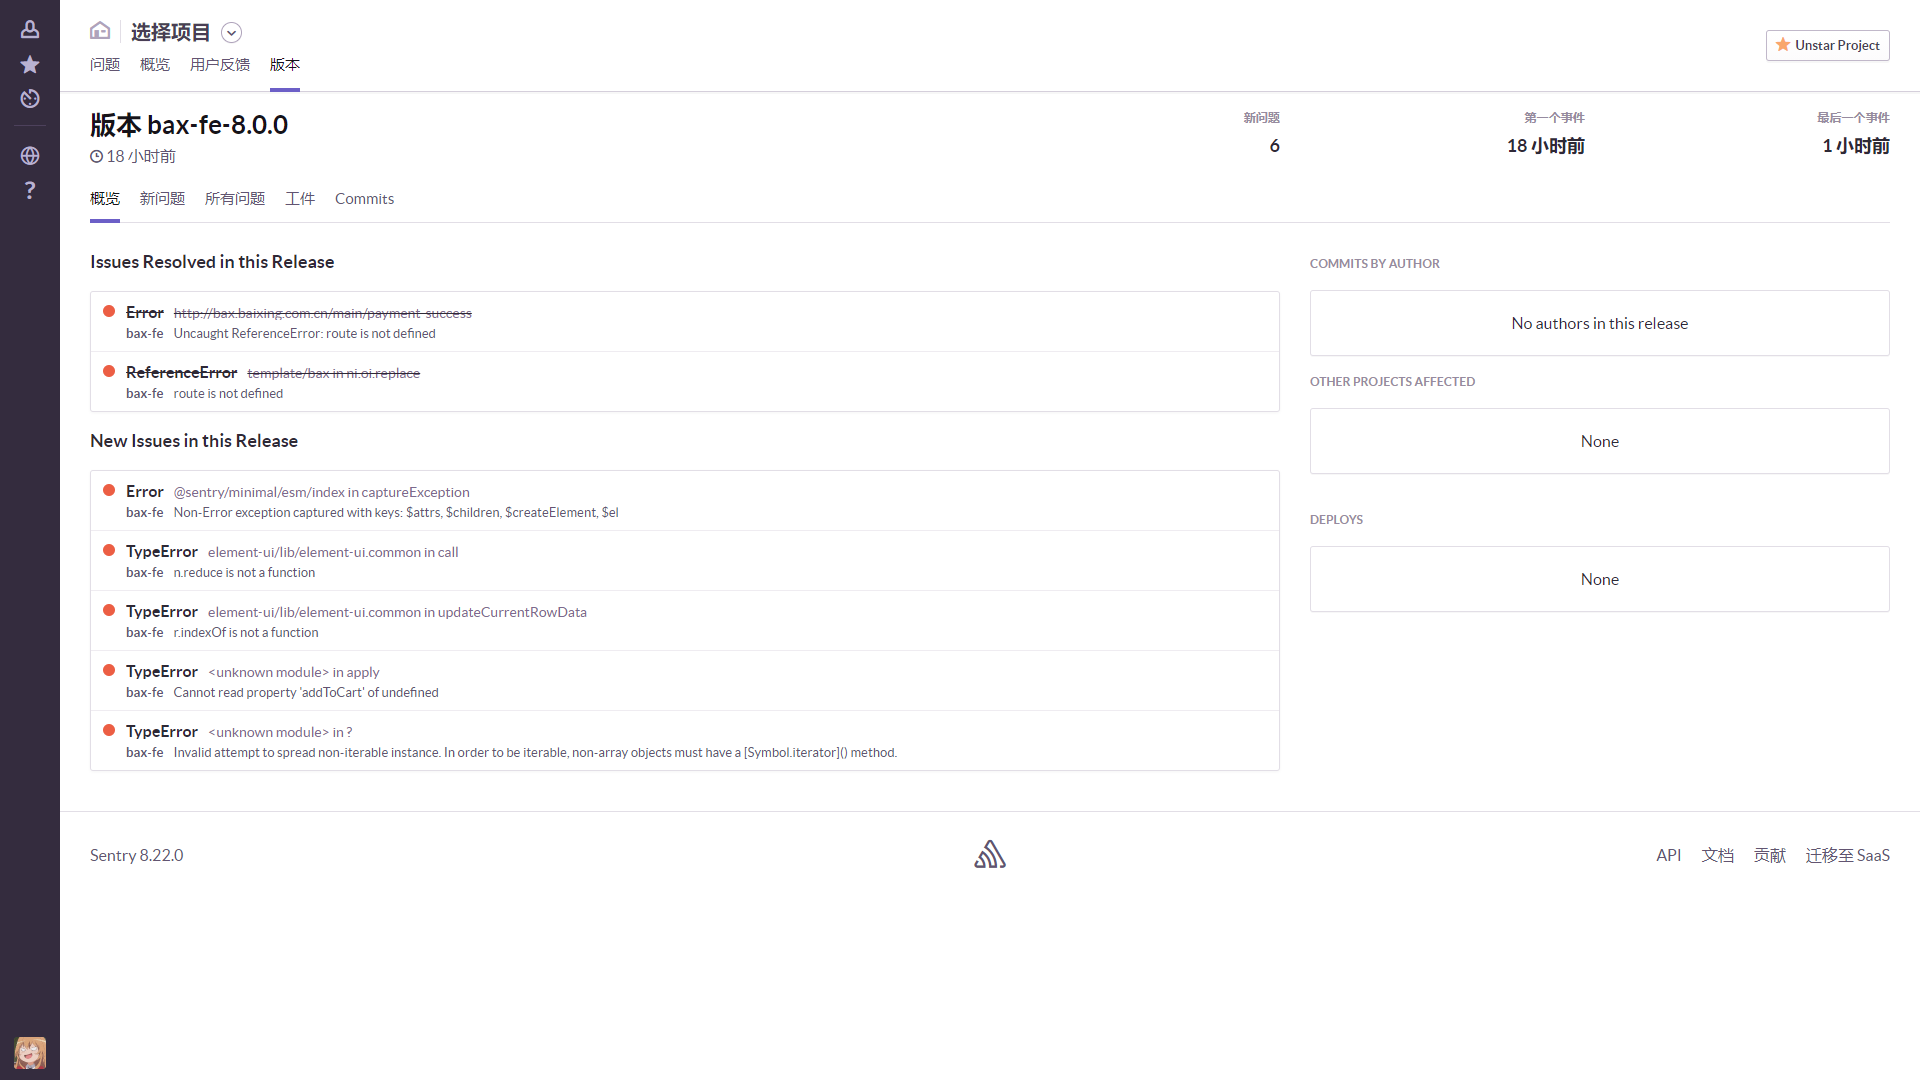 选择项目
Unstar Project
问题 概览 用户反馈 版本
版本 bax-fe-8.0.0
18 小时前
新问题
6
第一个事件
18 小时前
最后一个事件
1 小时前
概览 新问题 所有问题 工件 Commits
Issues Resolved in this Release
Error http://bax.baixing.com.cn/main/payment-success
bax-fe Uncaught ReferenceError: route is not defined
ReferenceError template/bax in ni.oi.replace
bax-fe route is not defined
New Issues in this Release
Error @sentry/minimal/esm/index in captureException
bax-fe Non-Error exception captured with keys: $attrs, $children, $createElement, $el
TypeError element-ui/lib/element-ui.common in call
bax-fe n.reduce is not a function
TypeError element-ui/lib/element-ui.common in updateCurrentRowData
bax-fe r.indexOf is not a function
TypeError <unknown module> in apply
bax-fe Cannot read property 'addToCart' of undefined
TypeError <unknown module> in ?
bax-fe Invalid attempt to spread non-iterable instance. In order to be iterable, non-array objects must have a [Symbol.iterator]() method.
COMMITS BY AUTHOR
No authors in this release
OTHER PROJECTS AFFECTED
None
DEPLOYS
None
Sentry 8.22.0
API 文档 贡献 迁移至 SaaS